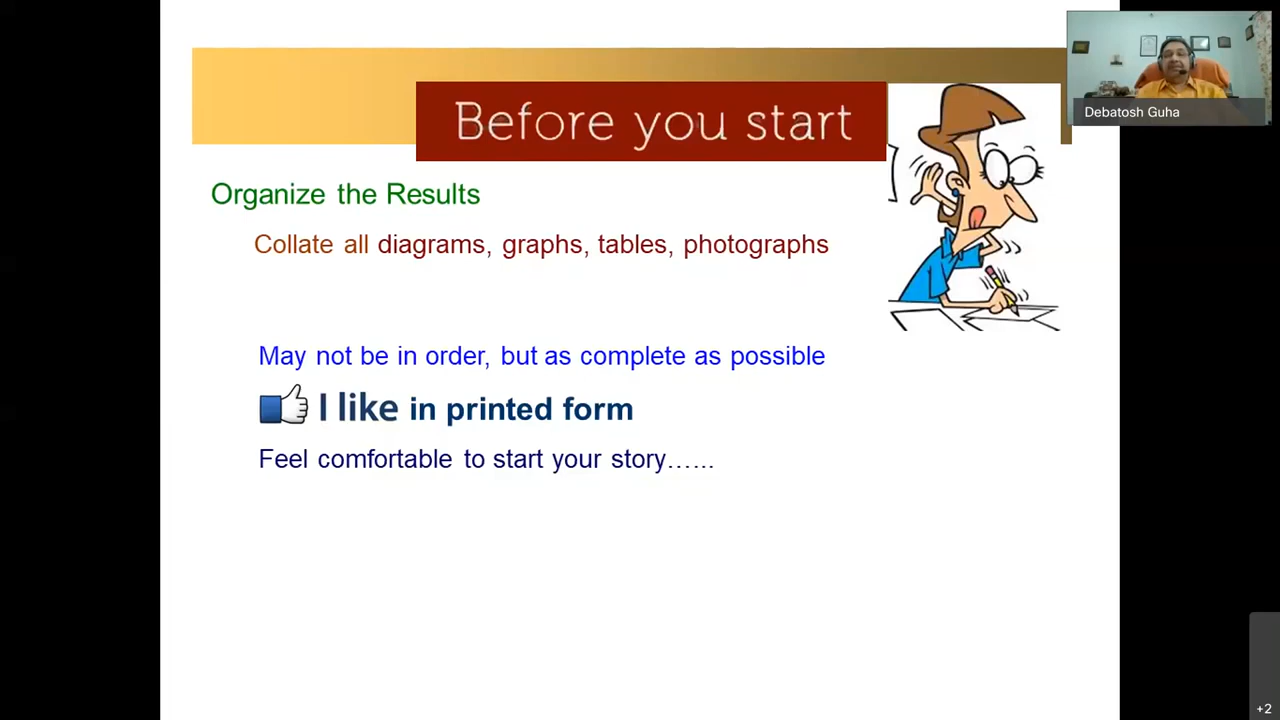 Before you start
Debatosh Guha
Organize the Results
Collate all diagrams, graphs, tables, photographs
May not be in order, but as complete as possible
I like in printed form
Feel comfortable to start your story…...
+2